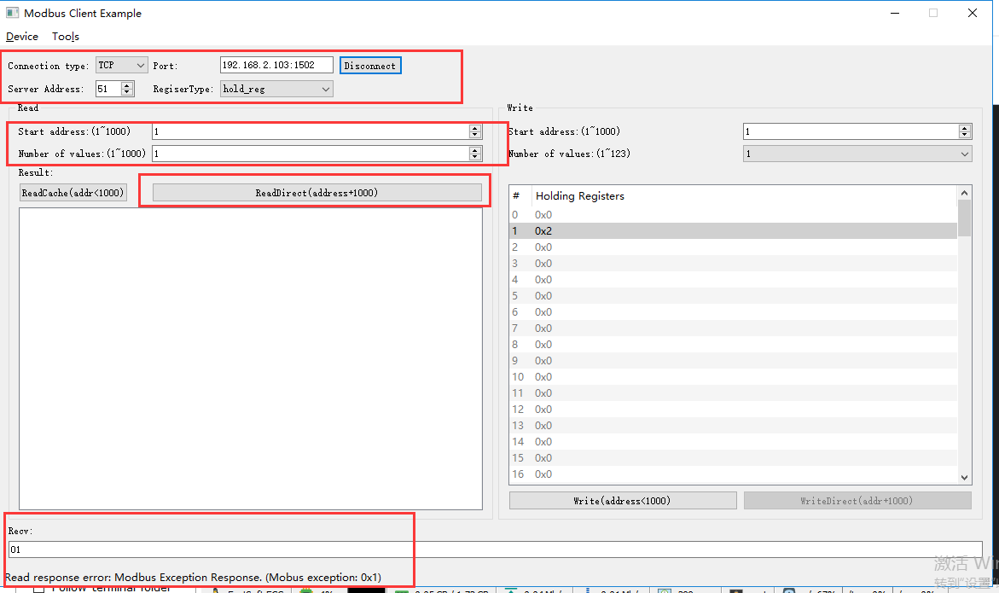 Modbus Client Example
Device Tools
Connection type: TCP Port: 192.168.2.103:1502 Disconnect
Server Address: 51 RegiserType: hold_reg
Read
Start address:(1~1000) 1
Number of values:(1~1000) 1
Result:
ReadCache(addr<1000) ReadDirect(address+1000)
Write
Start address:(1~1000) 1
Number of values:(1~123) 1
# Holding Registers
0 0x0
1 0x2
2 0x0
3 0x0
4 0x0
5 0x0
6 0x0
7 0x0
8 0x0
9 0x0
10 0x0
11 0x0
12 0x0
13 0x0
14 0x0
15 0x0
16 0x0
Write(address<1000) WriteDirect(addr+1000)
Recv:
01
Read response error: Modbus Exception Response. (Mobus exception: 0x1)
激活 Wi
转到"设置"
Follow terminal folder